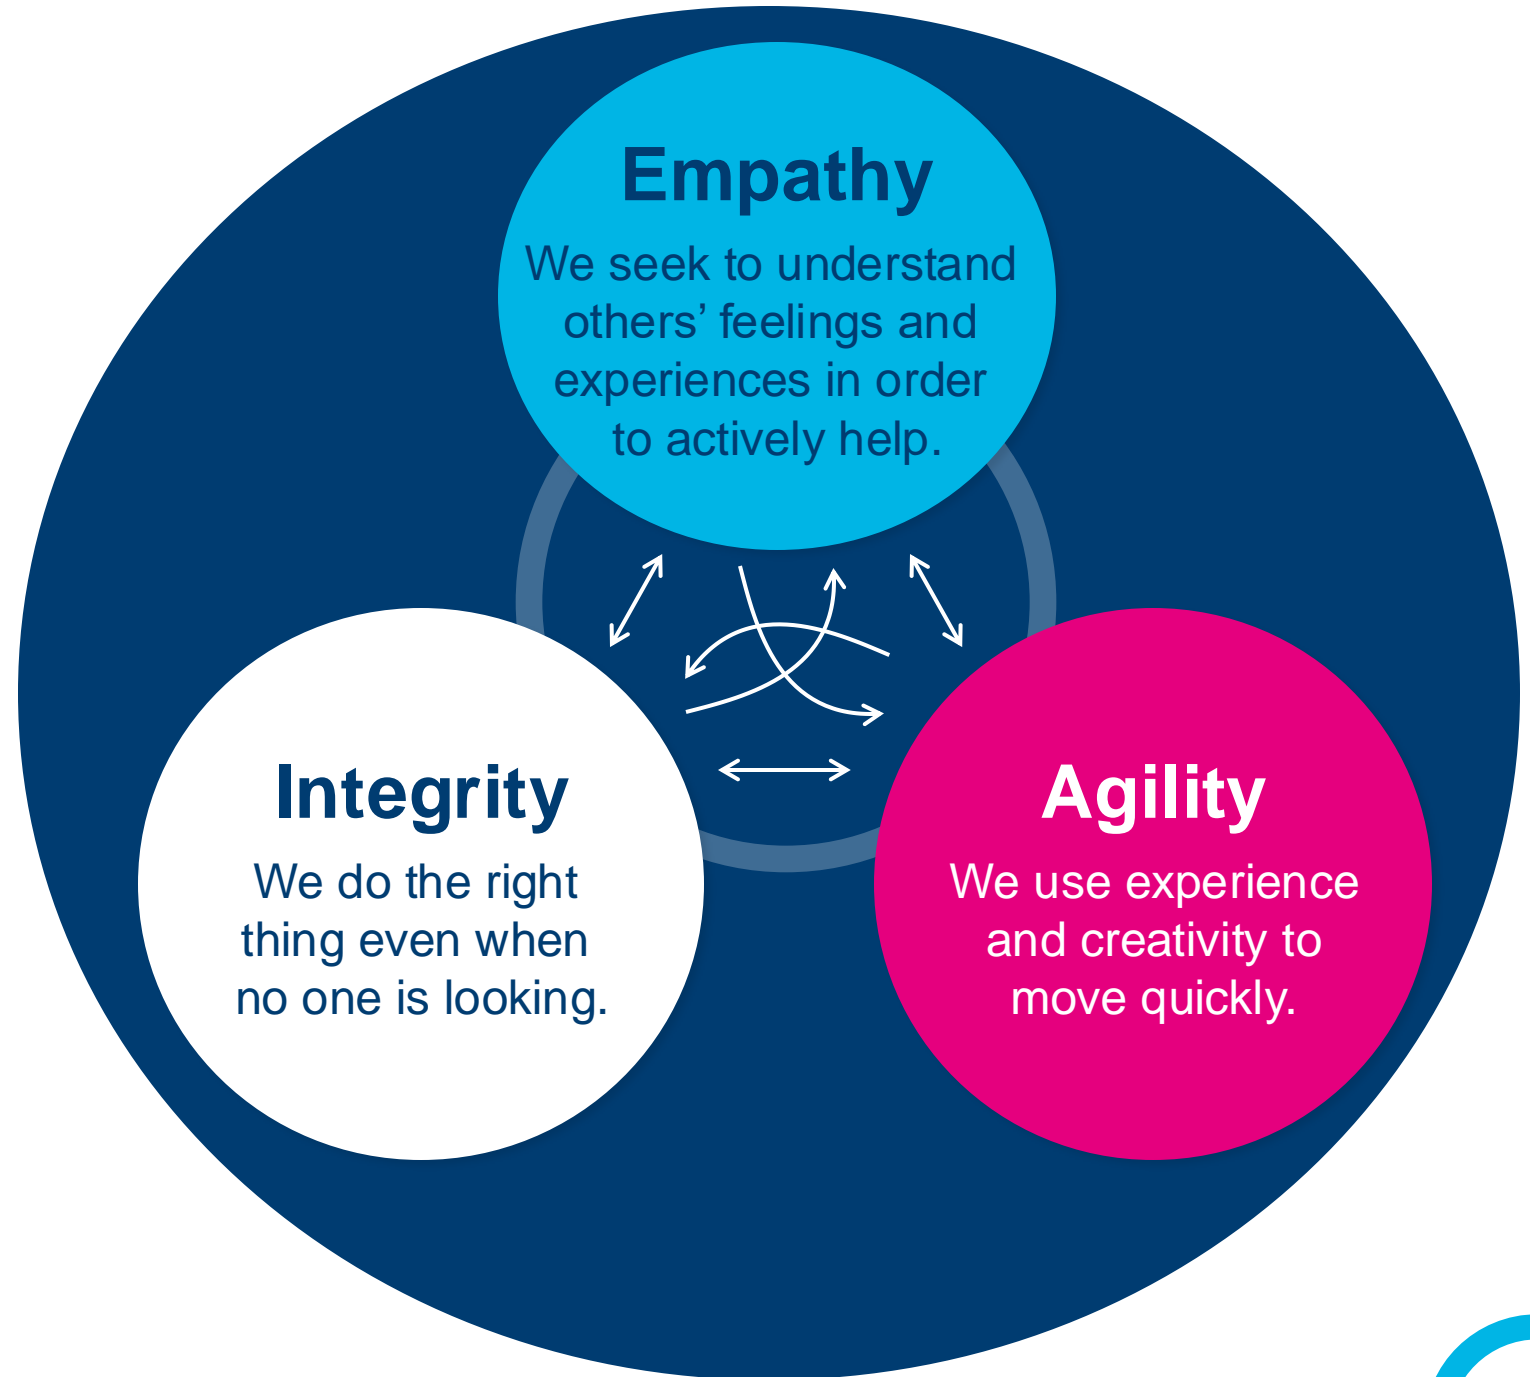 Empathy
We seek to understand
others’ feelings and
experiences in order
to actively help.
Integrity
We do the right
thing even when
no one is looking.
Agility
We use experience
and creativity to
move quickly.